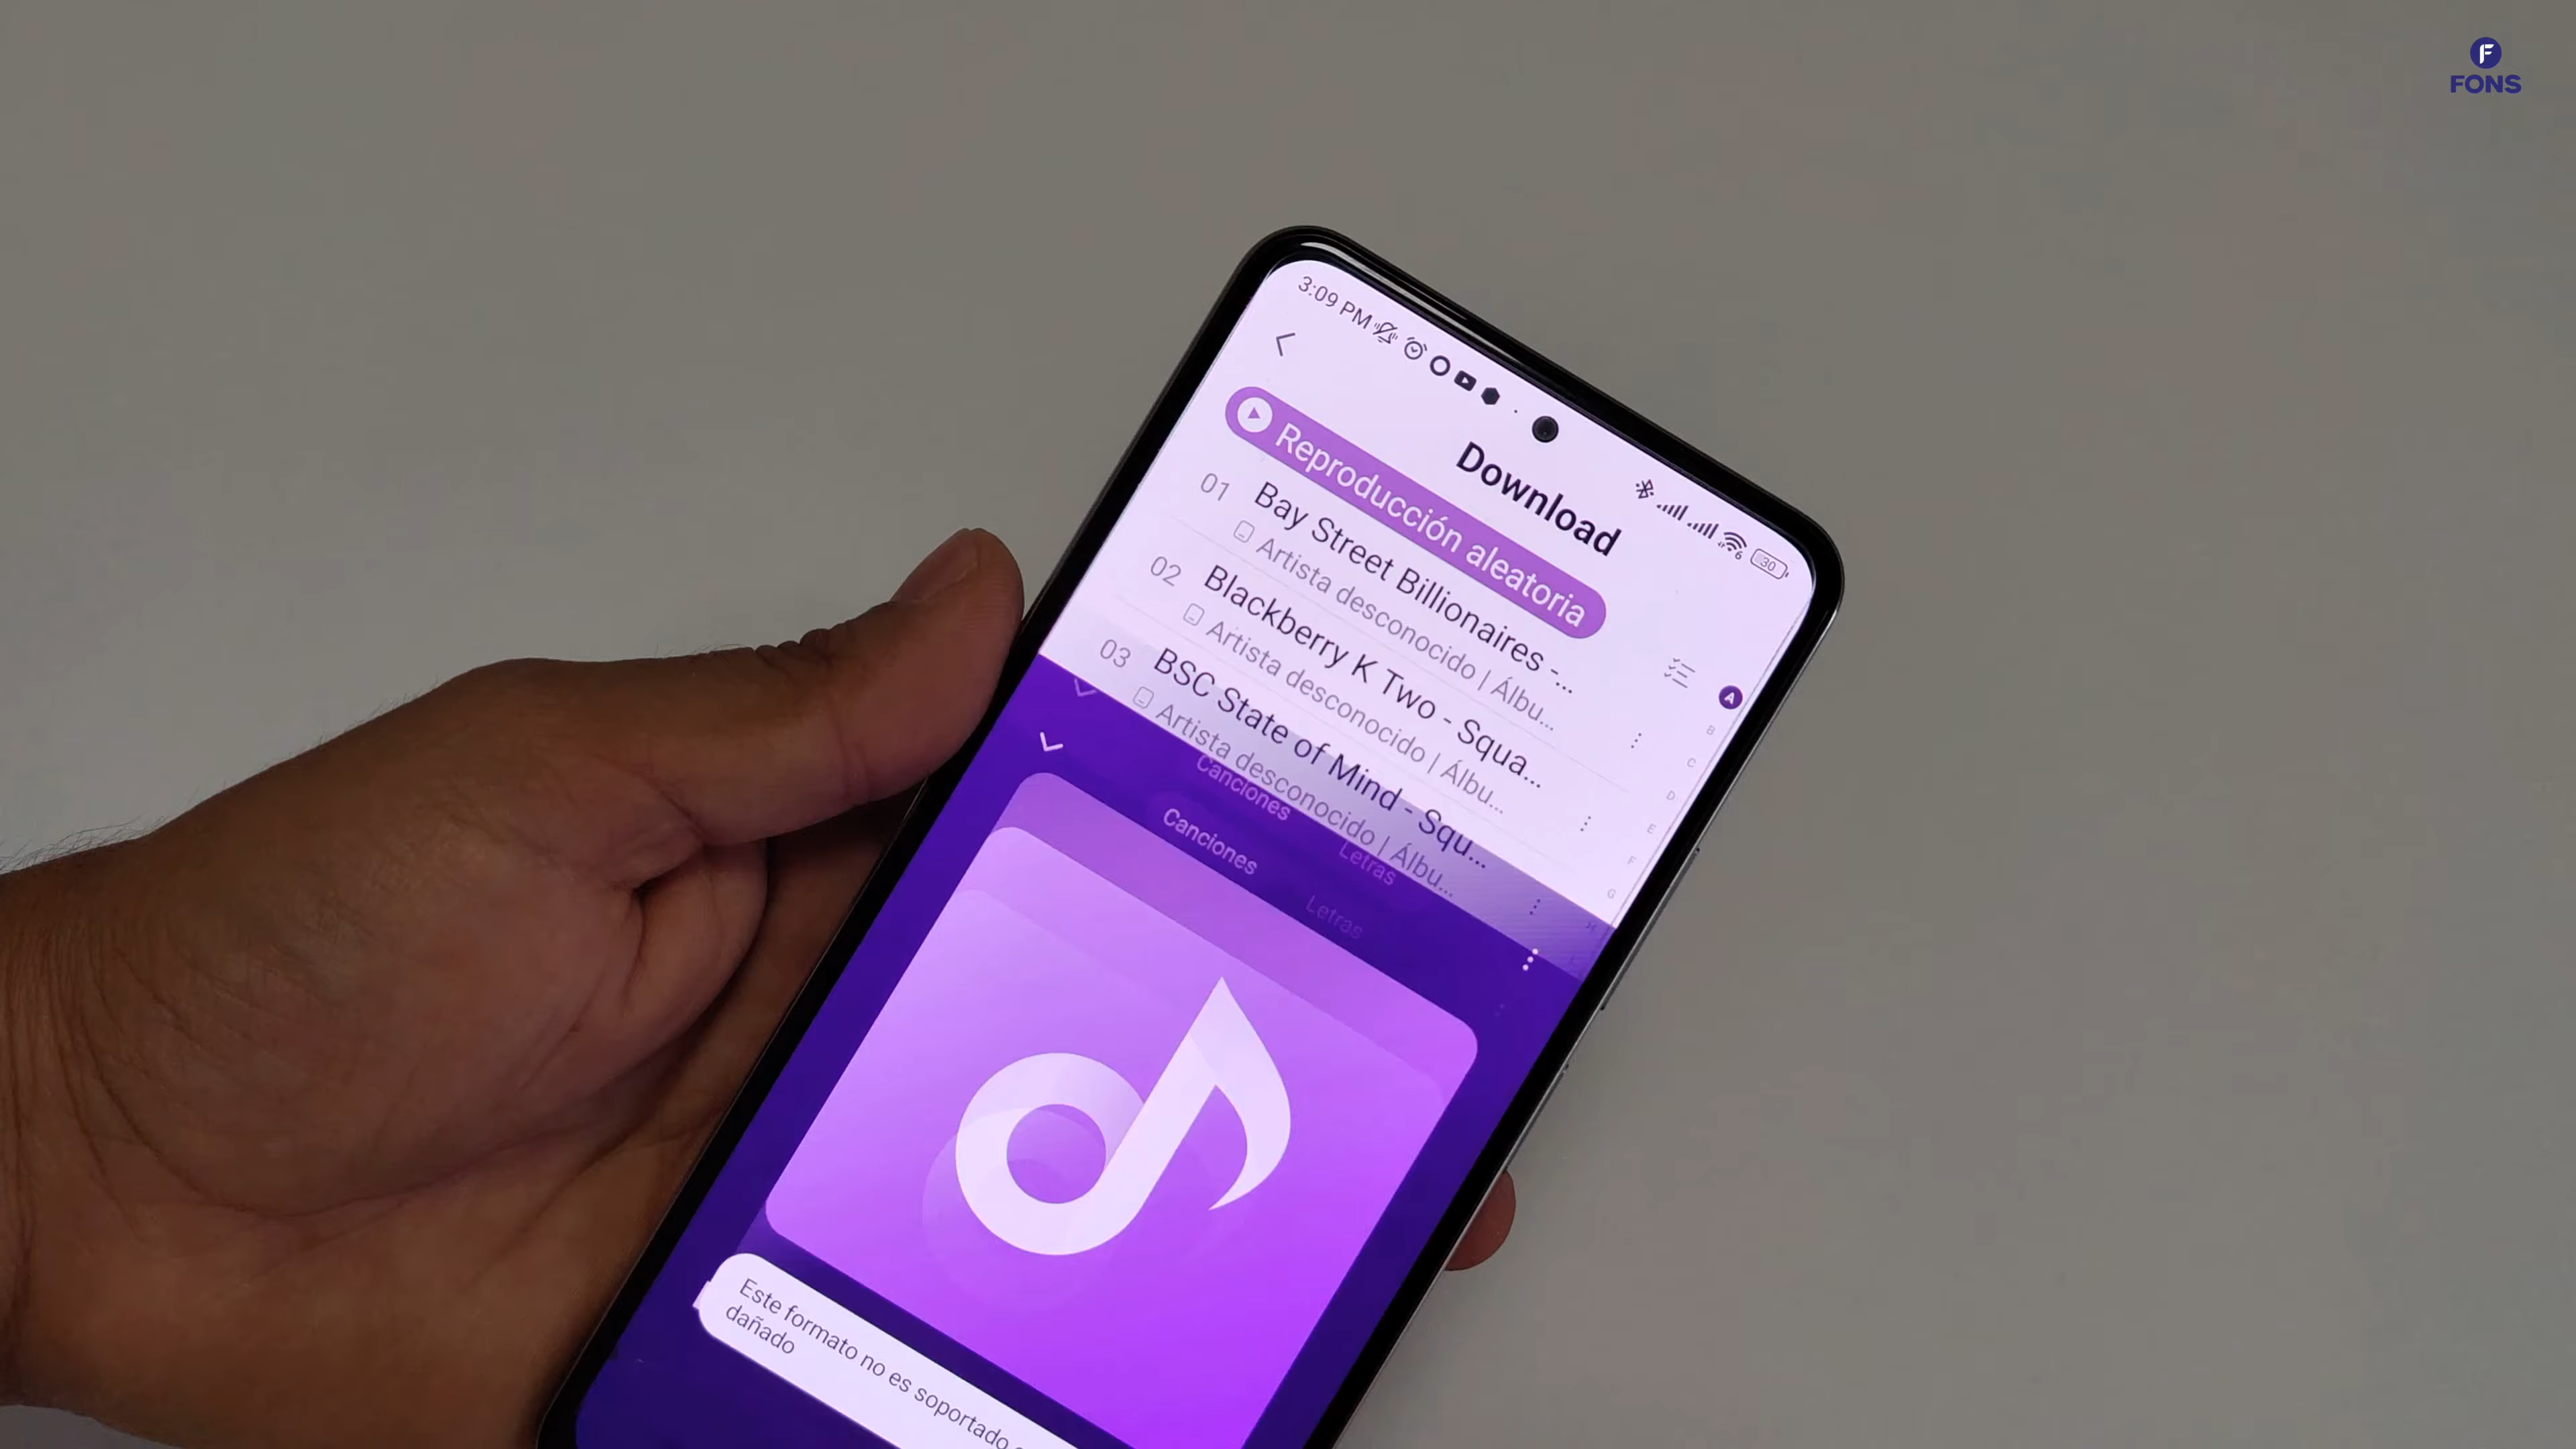 FONS
3:09 PM
30
Download
Reproducción aleatoria
A
01 Bay Street Billionaires -...
Artista desconocido | Álbu...
B
02 Blackberry K Two - Squa...
Artista desconocido | Álbu...
C
D
03 BSC State of Mind - Squ...
Artista desconocido | Álbu...
E
F
G
H
Canciones Letras
Canciones Letras
Este formato no es soportado
dañado